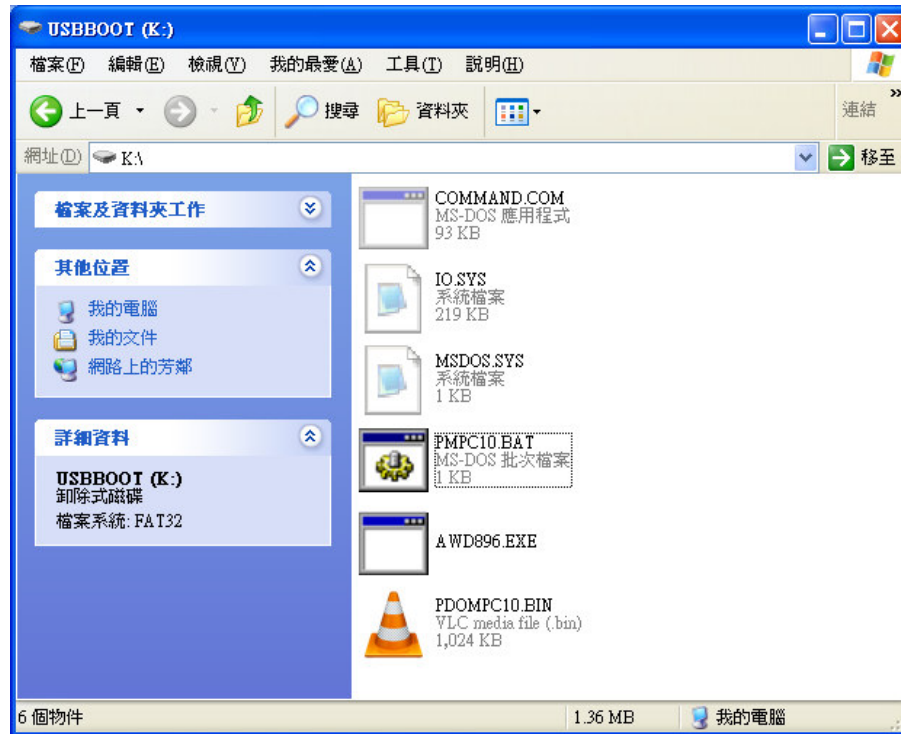 USBBOOT (K:)
檔案(F) 編輯(E) 檢視(V) 我的最愛(A) 工具(T) 說明(H)
上一頁 搜尋 資料夾 連結 »
網址(D) K:\ 移至
檔案及資料夾工作
其他位置
我的電腦
我的文件
網路上的芳鄰
詳細資料
USBBOOT (K:)
卸除式磁碟
檔案系統: FAT32
COMMAND.COM
MS-DOS 應用程式
93 KB
IO.SYS
系統檔案
219 KB
MSDOS.SYS
系統檔案
1 KB
PMPC10.BAT
MS-DOS 批次檔案
1 KB
AWD896.EXE
PDOMPC10.BIN
VLC media file (.bin)
1,024 KB
6 個物件 1.36 MB 我的電腦